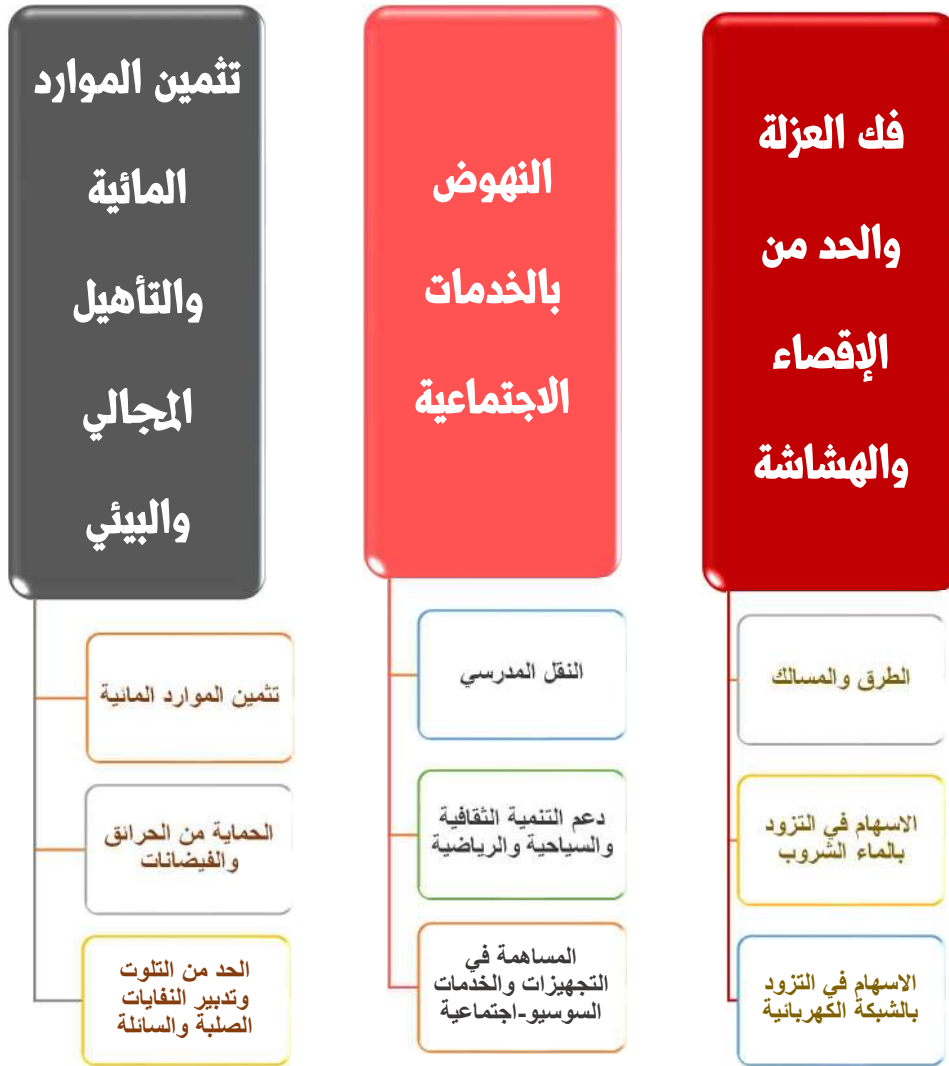 فك العزلة
والحد من
الإقصاء
والهشاشة
الطرق والمسالك
الاسهام في التزود
بالماء الشروب
الاسهام في التزود
بالشبكة الكهربائية
النهوض
بالخدمات
الاجتماعية
النقل المدرسي
دعم التنمية الثقافية
والسياحية والرياضية
المساهمة في
التجهيزات والخدمات
السوسيو-اجتماعية
تثمين الموارد
المائية
والتأهيل
المجالي
والبيئي
تثمين الموارد المائية
الحماية من الحرائق
والفيضانات
الحد من التلوت
وتدبير النفايات
الصلبة والسائلة